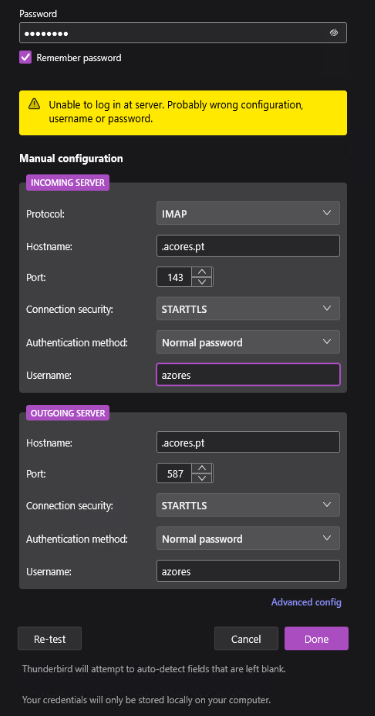 Password
••••••••
Remember password
Unable to log in at server. Probably wrong configuration,
username or password.
Manual configuration
INCOMING SERVER
Protocol: IMAP
Hostname: .acores.pt
Port: 143
Connection security: STARTTLS
Authentication method: Normal password
Username: azores
OUTGOING SERVER
Hostname: .acores.pt
Port: 587
Connection security: STARTTLS
Authentication method: Normal password
Username: azores
Advanced config
Re-test Cancel Done
Thunderbird will attempt to auto-detect fields that are left blank.
Your credentials will only be stored locally on your computer.